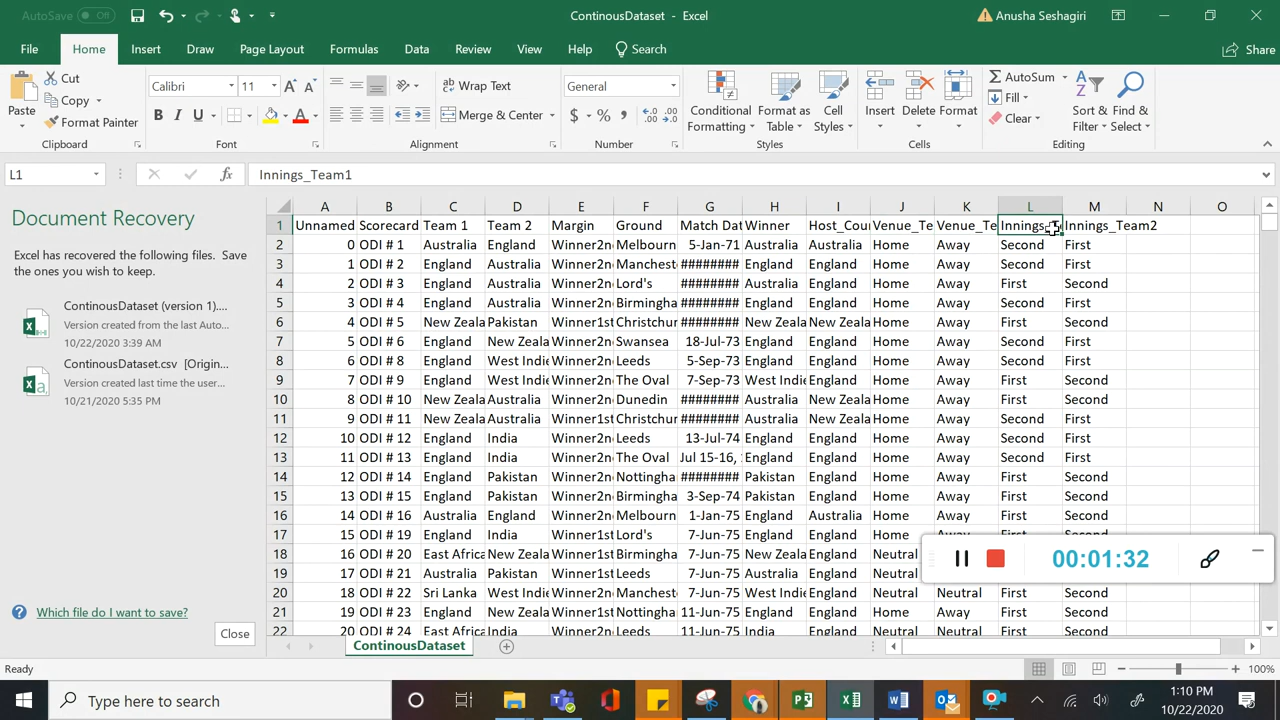 AutoSave Off ContinousDataset - Excel Anusha Seshagiri
File Home Insert Draw Page Layout Formulas Data Review View Help Search Share
Paste Cut Copy Format Painter Clipboard
Calibri 11 B I U A Font
Wrap Text Merge & Center Alignment
General $ % , Number
Conditional Formatting Format as Table Cell Styles Styles
Insert Delete Format Cells
AutoSum Fill Clear Sort & Filter Find & Select Editing
L1 fx Innings_Team1
Document Recovery
Excel has recovered the following files. Save
the ones you wish to keep.
ContinousDataset (version 1)....
Version created from the last Auto...
10/22/2020 3:39 AM
ContinousDataset.csv [Origin...
Version created last time the user...
10/21/2020 5:35 PM
Which file do I want to save?
Close
A B C D E F G H I J K L M N O
1 Unnamed Scorecard Team 1 Team 2 Margin Ground Match Dat Winner Host_Cou Venue_Te Venue_Te Innings_T Innings_Team2
2 0 ODI # 1 Australia England Winner2n Melbourn 5-Jan-71 Australia Australia Home Away Second First
3 1 ODI # 2 England Australia Winner2n Manchest ######## England England Home Away Second First
4 2 ODI # 3 England Australia Winner2n Lord's ######## Australia England Home Away First Second
5 3 ODI # 4 England Australia Winner2n Birmingha ######## England England Home Away Second First
6 4 ODI # 5 New Zeala Pakistan Winner1st Christchur ######## New Zeala New Zeala Home Away First Second
7 5 ODI # 6 England New Zeala Winner2n Swansea 18-Jul-73 England England Home Away Second First
8 6 ODI # 8 England West Indie Winner2n Leeds 5-Sep-73 England England Home Away Second First
9 7 ODI # 9 England West Indie Winner2n The Oval 7-Sep-73 West Indie England Home Away First Second
10 8 ODI # 10 New Zeala Australia Winner2n Dunedin ######## Australia New Zeala Home Away First Second
11 9 ODI # 11 New Zeala Australia Winner1st Christchur ######## Australia New Zeala Home Away Second First
12 10 ODI # 12 England India Winner2n Leeds 13-Jul-74 England England Home Away Second First
13 11 ODI # 13 England India Winner2n The Oval Jul 15-16, England England Home Away Second First
14 12 ODI # 14 England Pakistan Winner2n Nottingha ######## Pakistan England Home Away First Second
15 13 ODI # 15 England Pakistan Winner2n Birmingha 3-Sep-74 Pakistan England Home Away First Second
16 14 ODI # 16 Australia England Winner2n Melbourn 1-Jan-75 England Australia Home Away First Second
17 15 ODI # 19 England India Winner1st Lord's 7-Jun-75 England England Home Away First Second
18 16 ODI # 20 East Africa New Zeala Winner1st Birmingha 7-Jun-75 New Zeala England Neutral
19 17 ODI # 21 Australia Pakistan Winner1st Leeds 7-Jun-75 Australia England Neutral
20 18 ODI # 22 Sri Lanka West Indie Winner2n Manchest 7-Jun-75 West Indie England Neutral Neutral First Second
21 19 ODI # 23 England New Zeala Winner1st Nottingha 11-Jun-75 England England Home Away First Second
22 20 ODI # 24 East Africa India Winner2n Leeds 11-Jun-75 India England Neutral Neutral First Second
00:01:32
ContinousDataset
Ready 100%
Type here to search 1:10 PM
10/22/2020